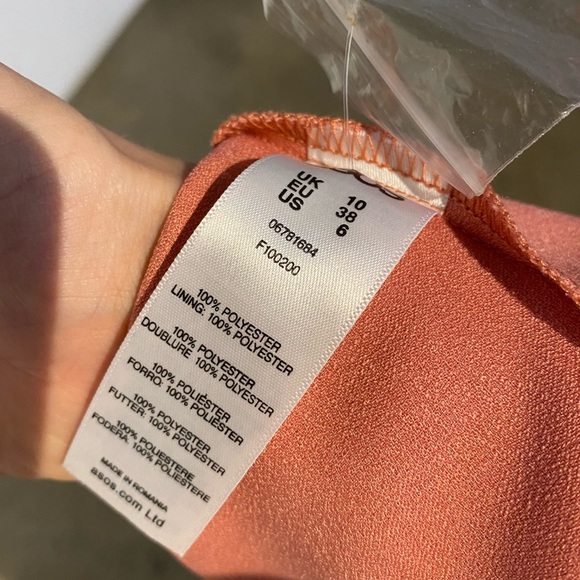 UK 10
EU 38
US 6
06781684
F100200
100% POLYESTER
LINING: 100% POLYESTER
100% POLYESTER
DOUBLURE 100% POLYESTER
100% POLIÉSTER
FORRO: 100% POLIÉSTER
100% POLYESTER
FUTTER: 100% POLYESTER
100% POLIESTERE
FODERA: 100% POLIESTERE
MADE IN ROMANIA
asos.com Ltd